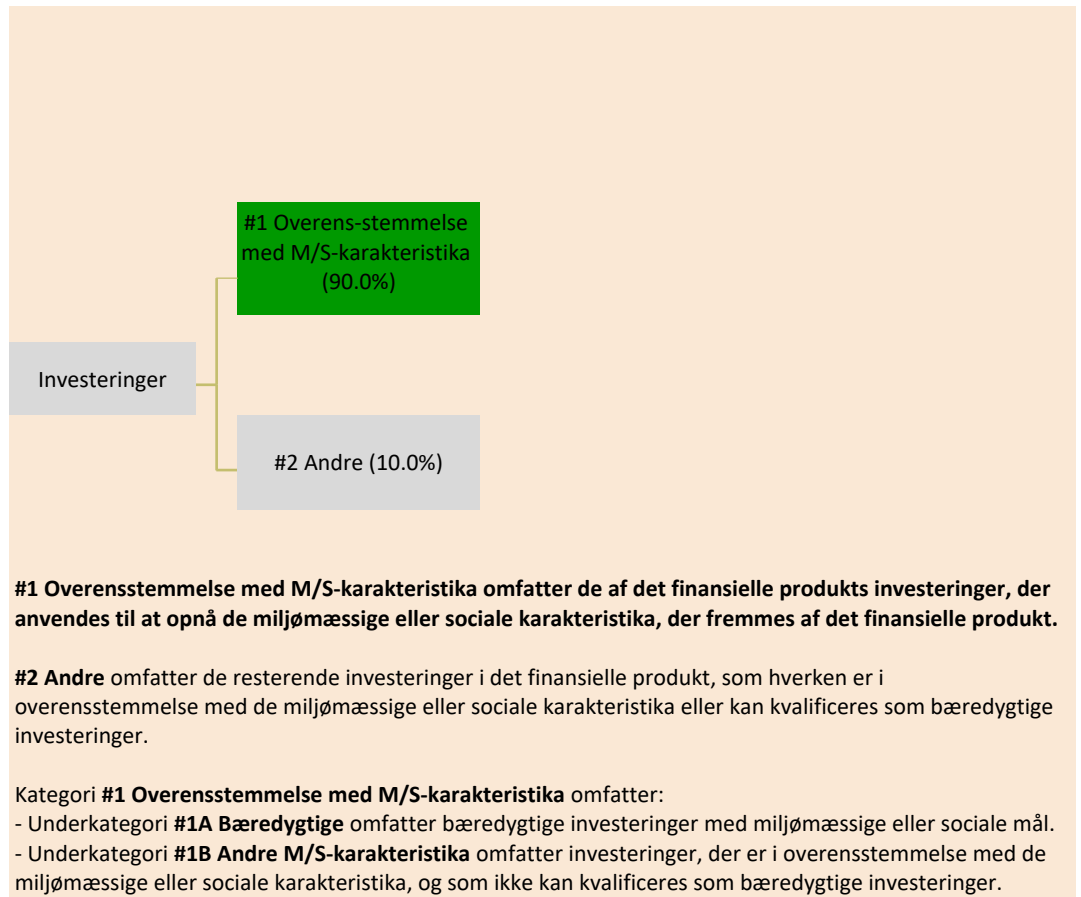 #1 Overens-stemmelse
med M/S-karakteristika
(90.0%)
Investeringer
#2 Andre (10.0%)
#1 Overensstemmelse med M/S-karakteristika omfatter de af det finansielle produkts investeringer, der
anvendes til at opnå de miljømæssige eller sociale karakteristika, der fremmes af det finansielle produkt.
#2 Andre omfatter de resterende investeringer i det finansielle produkt, som hverken er i
overensstemmelse med de miljømæssige eller sociale karakteristika eller kan kvalificeres som bæredygtige
investeringer.
Kategori #1 Overensstemmelse med M/S-karakteristika omfatter:
- Underkategori #1A Bæredygtige omfatter bæredygtige investeringer med miljømæssige eller sociale mål.
- Underkategori #1B Andre M/S-karakteristika omfatter investeringer, der er i overensstemmelse med de
miljømæssige eller sociale karakteristika, og som ikke kan kvalificeres som bæredygtige investeringer.